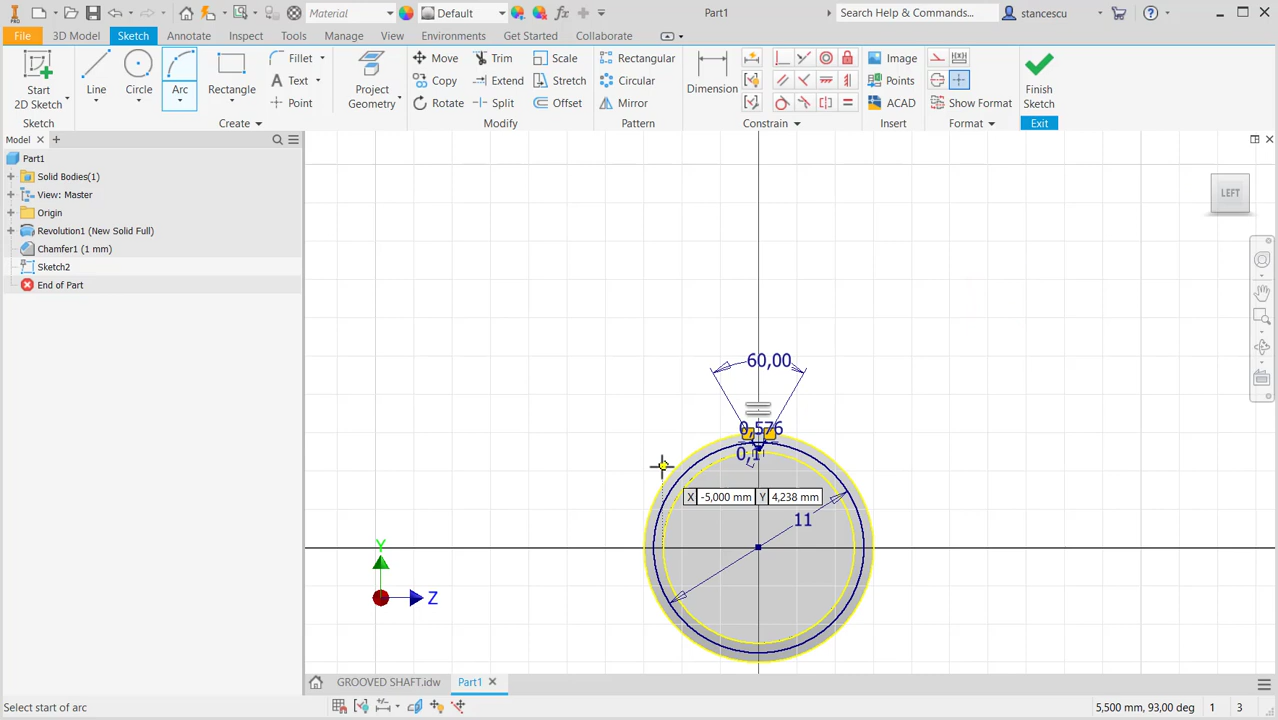 Material
Default
Part1
Search Help & Commands...
stancescu
PRO
File
3D Model
Sketch
Annotate
Inspect
Tools
Manage
View
Environments
Get Started
Collaborate
Start
2D Sketch
Line
Circle
Arc
Rectangle
Fillet
Text
Point
Project
Geometry
Move
Copy
Rotate
Trim
Extend
Split
Scale
Stretch
Offset
Rectangular
Circular
Mirror
Dimension
Image
Points
ACAD
Show Format
Finish
Sketch
Sketch
Create
Modify
Pattern
Constrain
Insert
Format
Exit
Model
Part1
Solid Bodies(1)
View: Master
Origin
Revolution1 (New Solid Full)
Chamfer1 (1 mm)
Sketch2
End of Part
LEFT
60,00
0,576
X -5,000 mm Y 4,238 mm
11
Y
Z
GROOVED SHAFT.idw
Part1
Select start of arc
5,500 mm, 93,00 deg 1 3